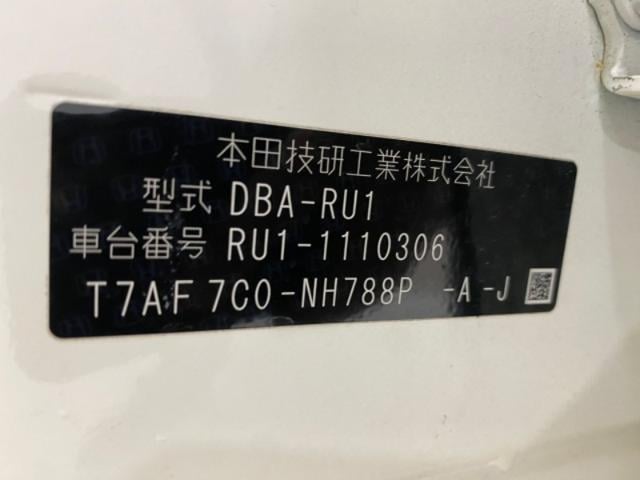 本田技研工業株式会社
型式 DBA-RU1
車台番号 RU1-1110306
T7AF 7C0-NH788P -A-J